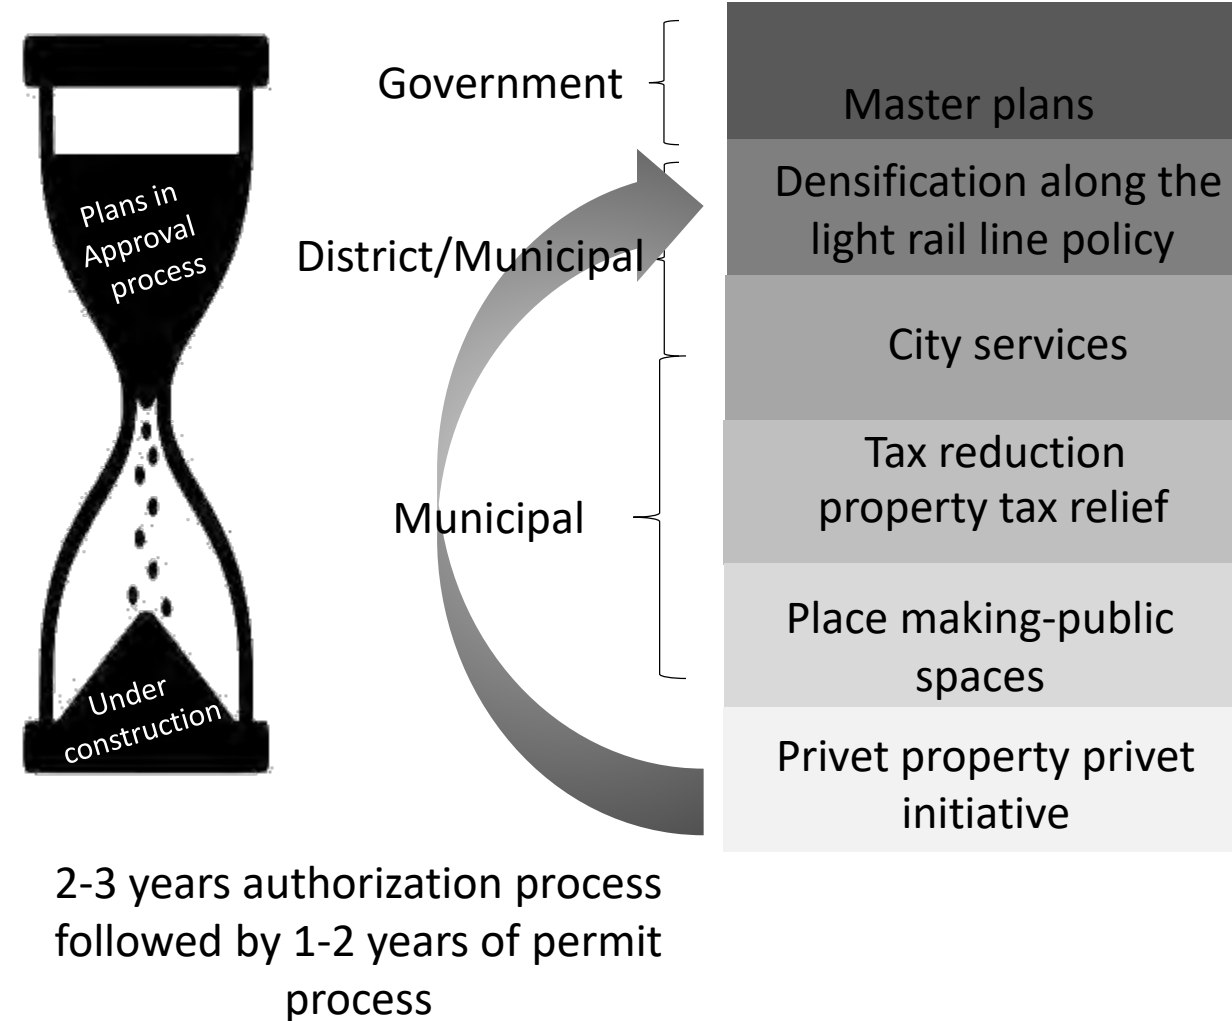 Plans in
Approval
process
Under
construction
2-3 years authorization process
followed by 1-2 years of permit
process
Government
District/Municipal
Municipal
Master plans
Densification along the
light rail line policy
City services
Tax reduction
property tax relief
Place making-public
spaces
Privet property privet
initiative